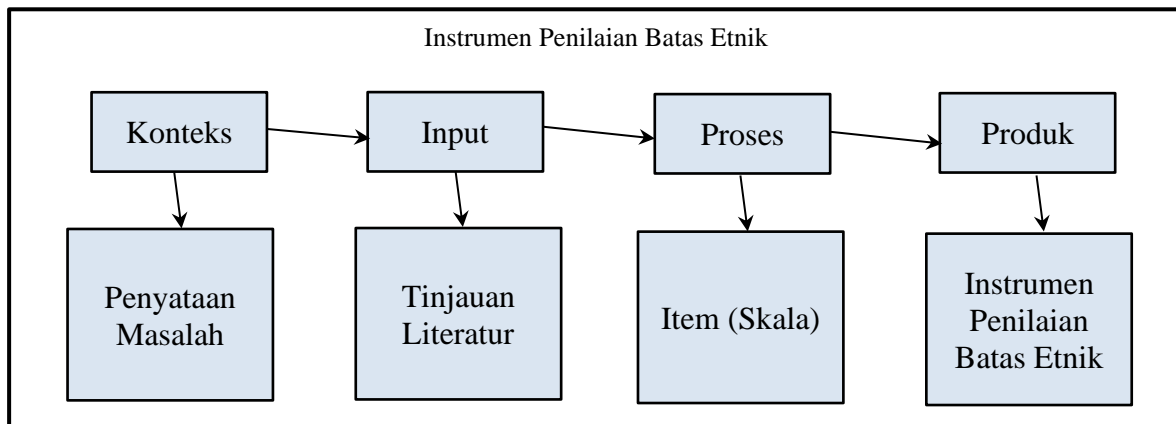 Instrumen Penilaian Batas Etnik
Konteks
Input
Proses
Produk
Penyataan
Masalah
Tinjauan
Literatur
Item (Skala)
Instrumen
Penilaian
Batas Etnik